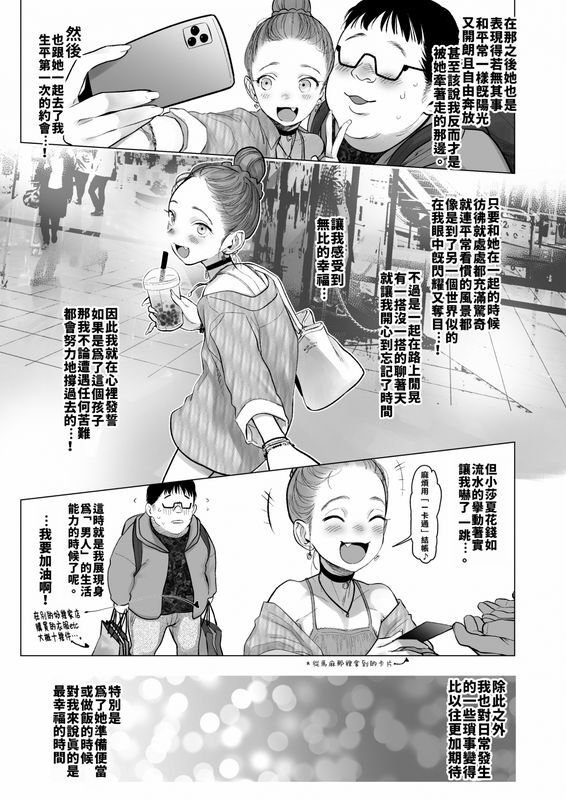 在那之後她也是
表現得若無其事
和平常一樣既陽光
又開朗且自由奔放
甚至該說我反而才是
被她牽著走的那邊。
然後
也跟她一起去了我
生平第一次的約會…！
只要和她在一起的時候
彷彿就處處都充滿驚奇
就連平常看慣的風景都
像是到了另一個世界似的
在我眼中既閃耀又奪目…！
不過是一起在路上閒晃
有一搭沒一搭的聊著天
就讓我開心到忘記了時間
讓我感受到
無比的幸福…
因此我就在心裡發誓
如果是為了這個孩子
那我不論遭遇任何苦難
都會努力地撐過去的…！
但小莎夏花錢如
流水的舉動著實
讓我嚇了一跳…。
麻煩用「一卡通」結帳♪
*從馬麻那裡拿到的卡片
這時就是我展現身
為「男人」的生活
能力的時候了呢。
…我要加油啊！
在別的好幾家店
購買的衣服etc
大概十幾件…。
除此之外
我也對日常發生
的一些瑣事變得
比以往更加期待
特別是
為了她準備便當
或做飯的時候
對我來說真的是
最幸福的時間